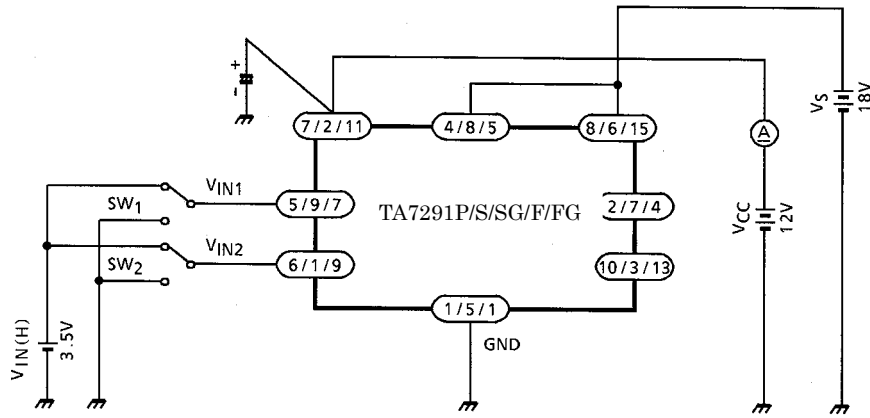 +
-
7/2/11
4/8/5
8/6/15
VS
18V
A
VCC
12V
SW1
VIN1
5/9/7
TA7291P/S/SG/F/FG
2/7/4
SW2
VIN2
6/1/9
10/3/13
1/5/1
GND
VIN(H)
3.5V